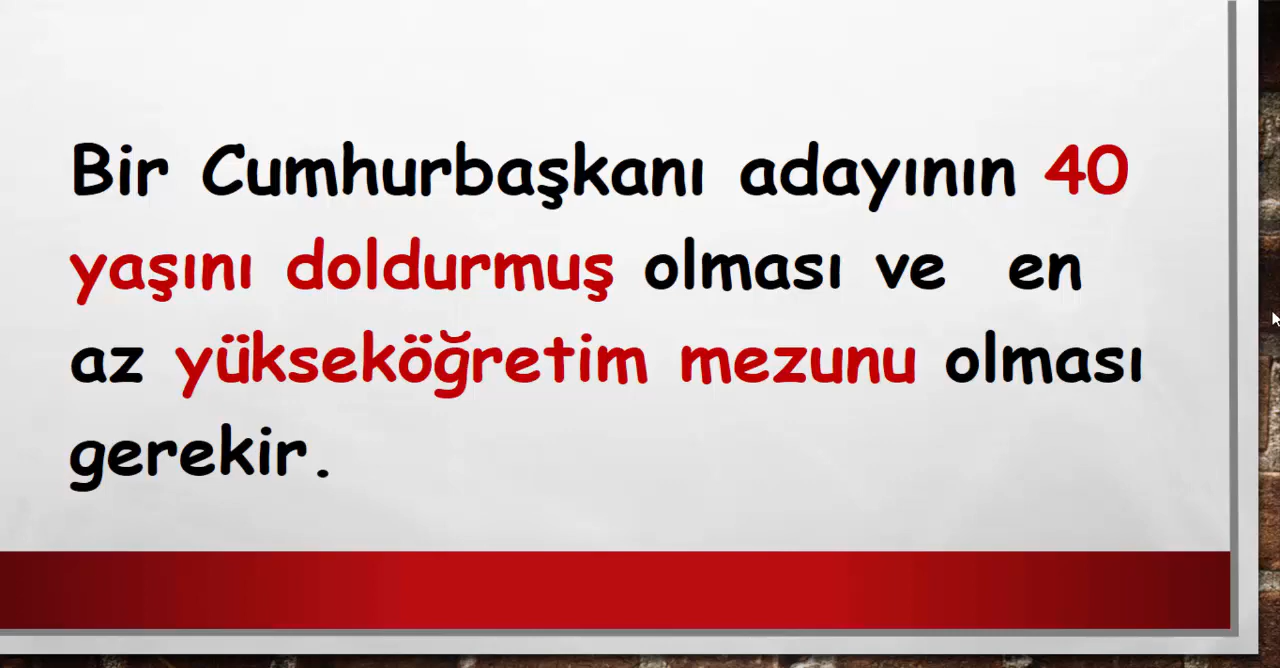 Bir Cumhurbaşkanı adayının 40
yaşını doldurmuş olması ve en
az yükseköğretim mezunu olması
gerekir.